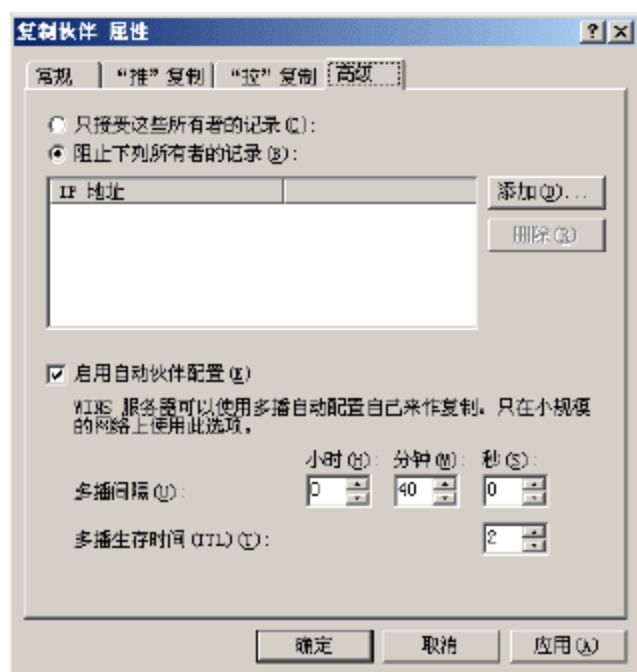 复制伙伴 属性
常规 “推”复制 “拉”复制 高级
只接受这些所有者的记录(C):
阻止下列所有者的记录(B):
IP 地址
添加(D)...
删除(R)
启用自动伙伴配置(E)
WINS 服务器可以使用多播自动配置自己来作复制。只在小规模
的网络上使用此选项。
小时(H): 分钟(M): 秒(S):
多播间隔(U): 0 40 0
多播生存时间(TTL)(T): 2
确定 取消 应用(A)